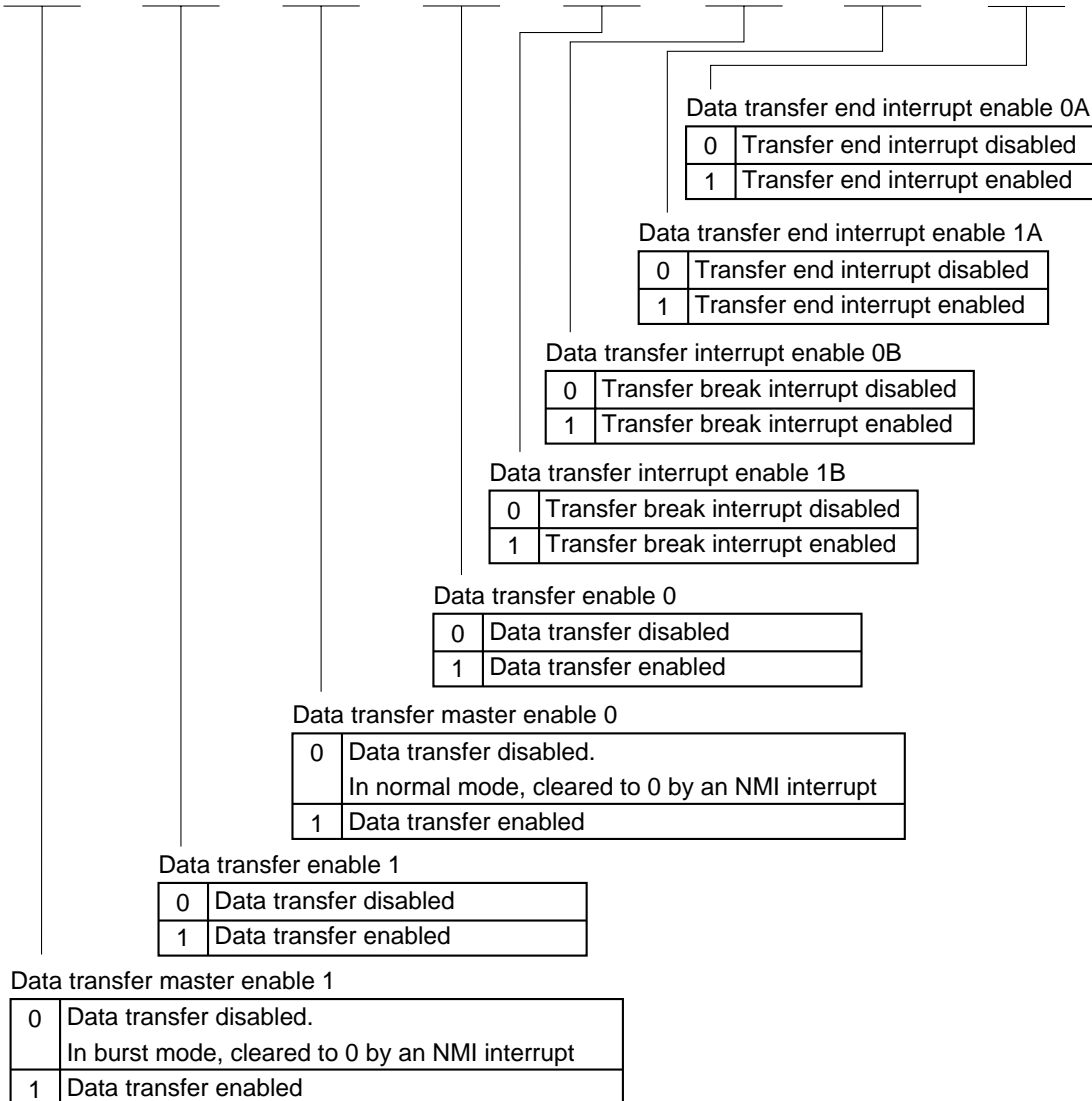 Data transfer end interrupt enable 0A
0 Transfer end interrupt disabled
1 Transfer end interrupt enabled
Data transfer end interrupt enable 1A
0 Transfer end interrupt disabled
1 Transfer end interrupt enabled
Data transfer interrupt enable 0B
0 Transfer break interrupt disabled
1 Transfer break interrupt enabled
Data transfer interrupt enable 1B
0 Transfer break interrupt disabled
1 Transfer break interrupt enabled
Data transfer enable 0
0 Data transfer disabled
1 Data transfer enabled
Data transfer master enable 0
0 Data transfer disabled.
In normal mode, cleared to 0 by an NMI interrupt
1 Data transfer enabled
Data transfer enable 1
0 Data transfer disabled
1 Data transfer enabled
Data transfer master enable 1
0 Data transfer disabled.
In burst mode, cleared to 0 by an NMI interrupt
1 Data transfer enabled